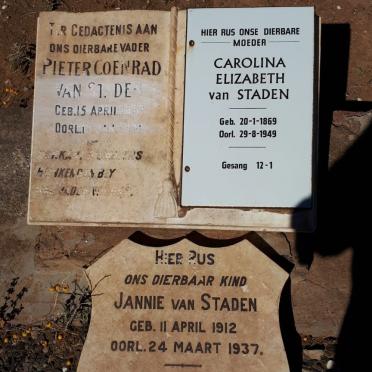 TER GEDACTENIS AAN
ONS DIERBARE VADER
PIETER COENRAD
VAN
GEB. 15 APRIL
OORL.
HIER RUS ONSE DIERBARE
MOEDER
CAROLINA
ELIZABETH
van STADEN
Geb. 20-1-1869
Oorl. 29-8-1949
Gesang 12-1
HIER RUS
ONS DIERBAAR KIND
JANNIE VAN STADEN
GEB. 11 APRIL 1912
OORL. 24 MAART 1937.